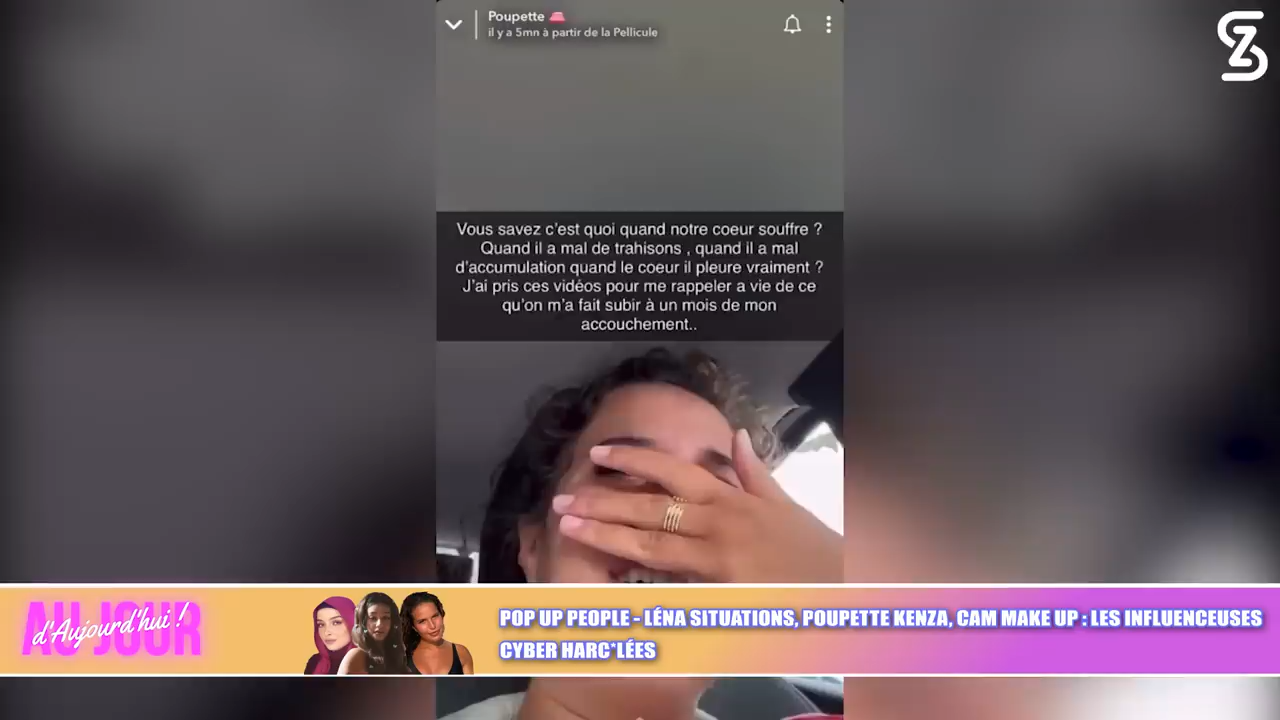 Poupette
il y a 5mn à partir de la Pellicule
Vous savez c'est quoi quand notre coeur souffre ?
Quand il a mal de trahisons , quand il a mal
d'accumulation quand le coeur il pleure vraiment ?
J'ai pris ces vidéos pour me rappeler a vie de ce
qu'on m'a fait subir à un mois de mon
accouchement..
AU JOUR
d'Aujourd'hui !
POP UP PEOPLE - LÉNA SITUATIONS, POUPETTE KENZA, CAM MAKE UP : LES INFLUENCEUSES
CYBER HARC*LÉES